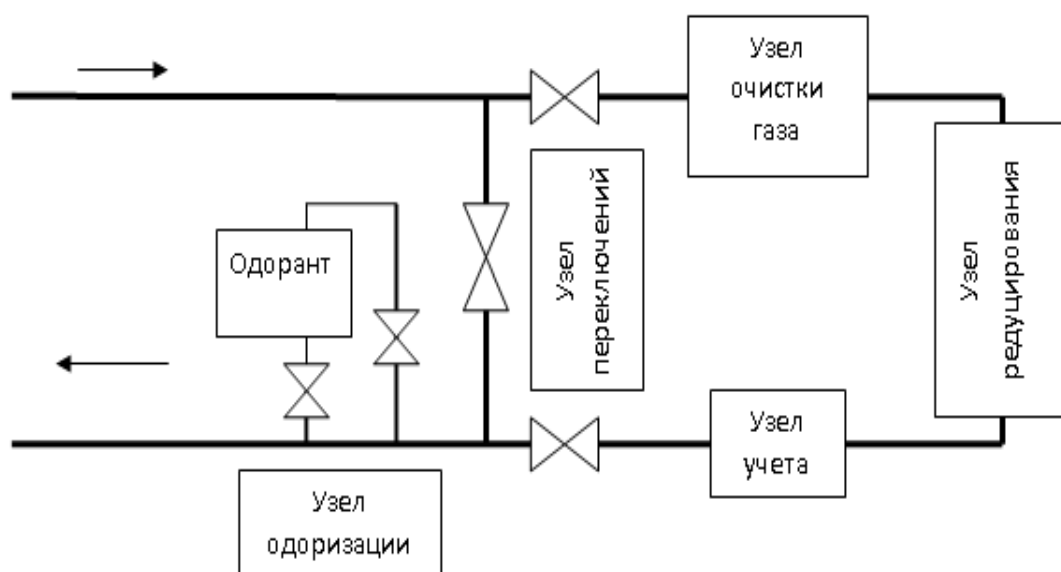 Узел
очистки
газа
Узел
переключений
Узел
редуцирования
Одорант
Узел
учета
Узел
одоризации